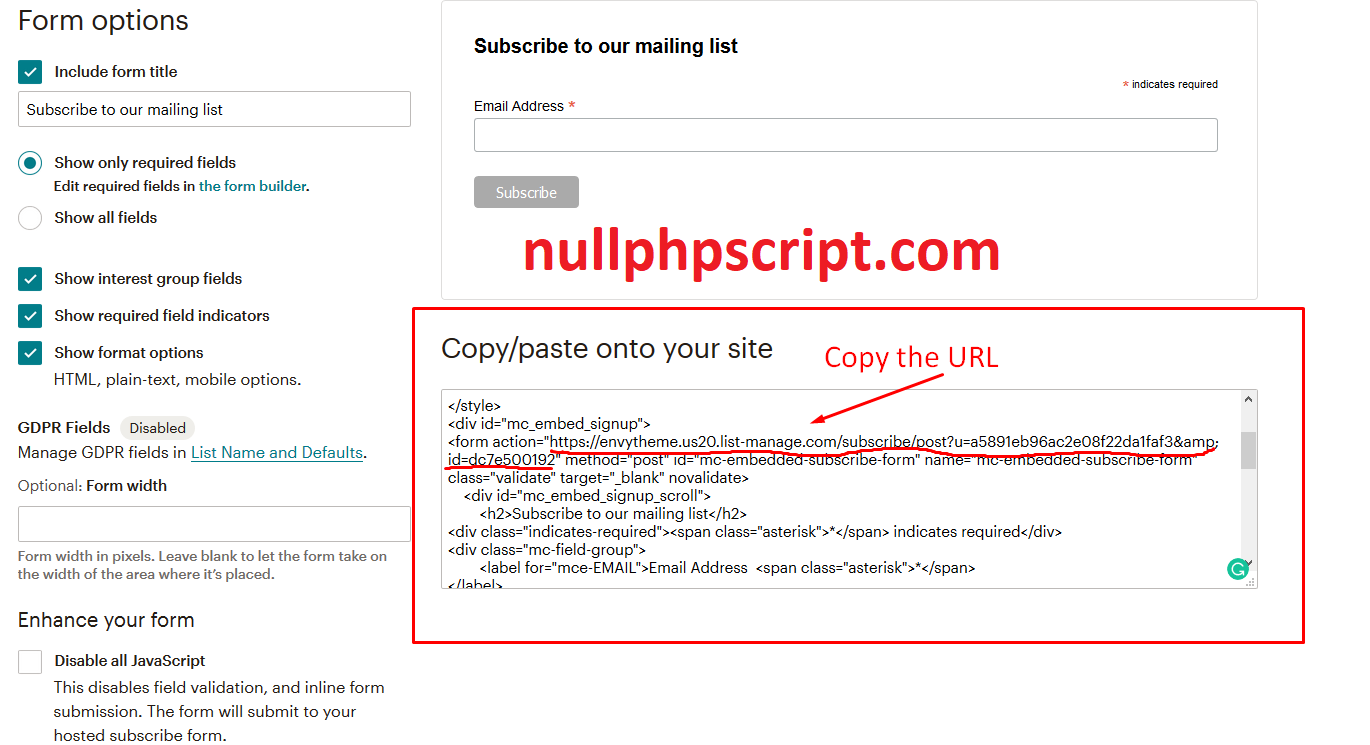 Form options
Include form title
Subscribe to our mailing list
Show only required fields
Edit required fields in the form builder.
Show all fields
Show interest group fields
Show required field indicators
Show format options
HTML, plain-text, mobile options.
GDPR Fields Disabled
Manage GDPR fields in List Name and Defaults.
Optional: Form width
Form width in pixels. Leave blank to let the form take on
the width of the area where it's placed.
Enhance your form
Disable all JavaScript
This disables field validation, and inline form
submission. The form will submit to your
hosted subscribe form.
Subscribe to our mailing list
* indicates required
Email Address *
Subscribe
nullphpscript.com
Copy/paste onto your site
Copy the URL
</style>
<div id="mc_embed_signup">
<form action="https://envytheme.us20.list-manage.com/subscribe/post?u=a5891eb96ac2e08f22da1faf3&amp;
id=dc7e500192" method="post" id="mc-embedded-subscribe-form" name="mc-embedded-subscribe-form"
class="validate" target="_blank" novalidate>
<div id="mc_embed_signup_scroll">
<h2>Subscribe to our mailing list</h2>
<div class="indicates-required"><span class="asterisk">*</span> indicates required</div>
<div class="mc-field-group">
<label for="mce-EMAIL">Email Address <span class="asterisk">*</span>
</label>